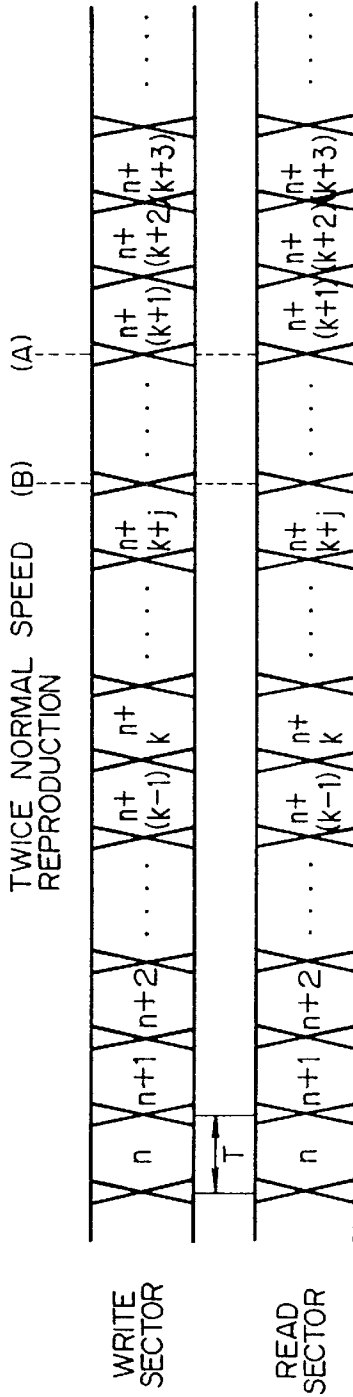 TWICE NORMAL SPEED
REPRODUCTION
(B)
(A)
WRITE
SECTOR
n
n+1
n+2
. . . .
n+
(k-1)
n+
k
. . . .
n+
k+j
. . . .
n+
(k+1)
n+
(k+2)
n+
(k+3)
. . . .
T
READ
SECTOR
n
n+1
n+2
. . . .
n+
(k-1)
n+
k
. . . .
n+
k+j
. . . .
n+
(k+1)
n+
(k+2)
n+
(k+3)
. . . .